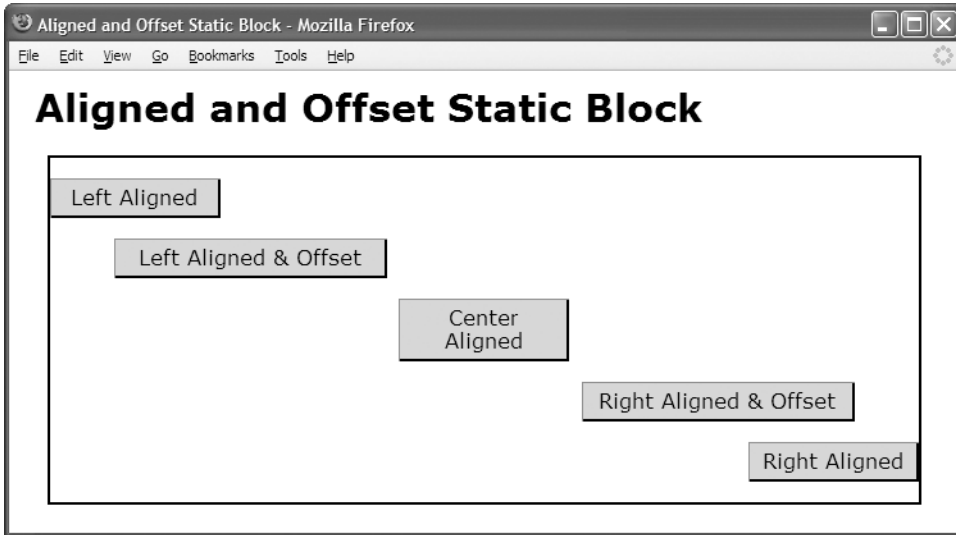 Aligned and Offset Static Block - Mozilla Firefox
File Edit View Go Bookmarks Tools Help
Aligned and Offset Static Block
Left Aligned
Left Aligned & Offset
Center
Aligned
Right Aligned & Offset
Right Aligned